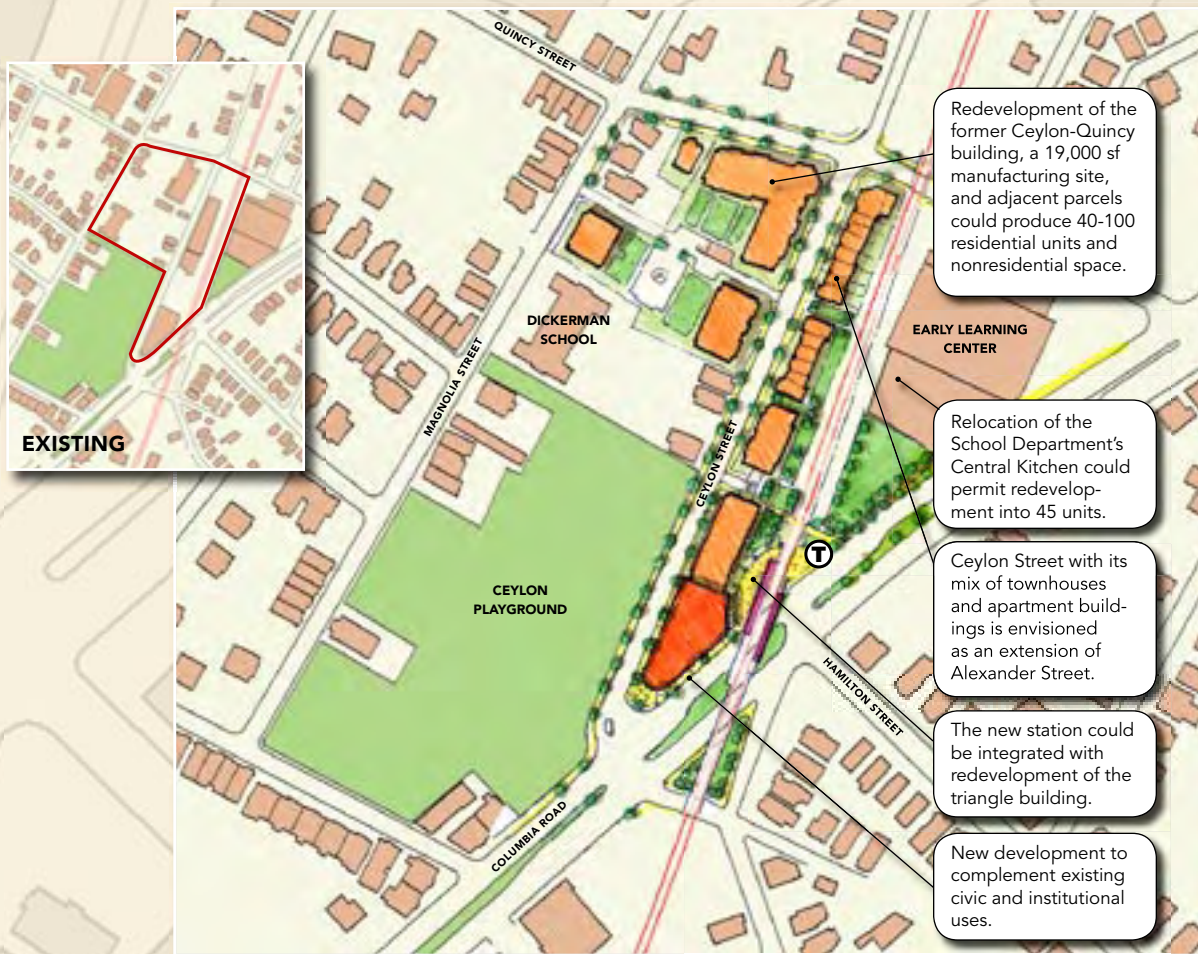 QUINCY STREET
EXISTING
Redevelopment of the
former Ceylon-Quincy
building, a 19,000 sf
manufacturing site,
and adjacent parcels
could produce 40-100
residential units and
nonresidential space.
DICKERMAN
SCHOOL
EARLY LEARNING
CENTER
MAGNOLIA STREET
CEYLON STREET
Relocation of the
School Department’s
Central Kitchen could
permit redevelop-
ment into 45 units.
T
CEYLON
PLAYGROUND
Ceylon Street with its
mix of townhouses
and apartment build-
ings is envisioned
as an extension of
Alexander Street.
HAMILTON STREET
The new station could
be integrated with
redevelopment of the
triangle building.
COLUMBIA ROAD
New development to
complement existing
civic and institutional
uses.